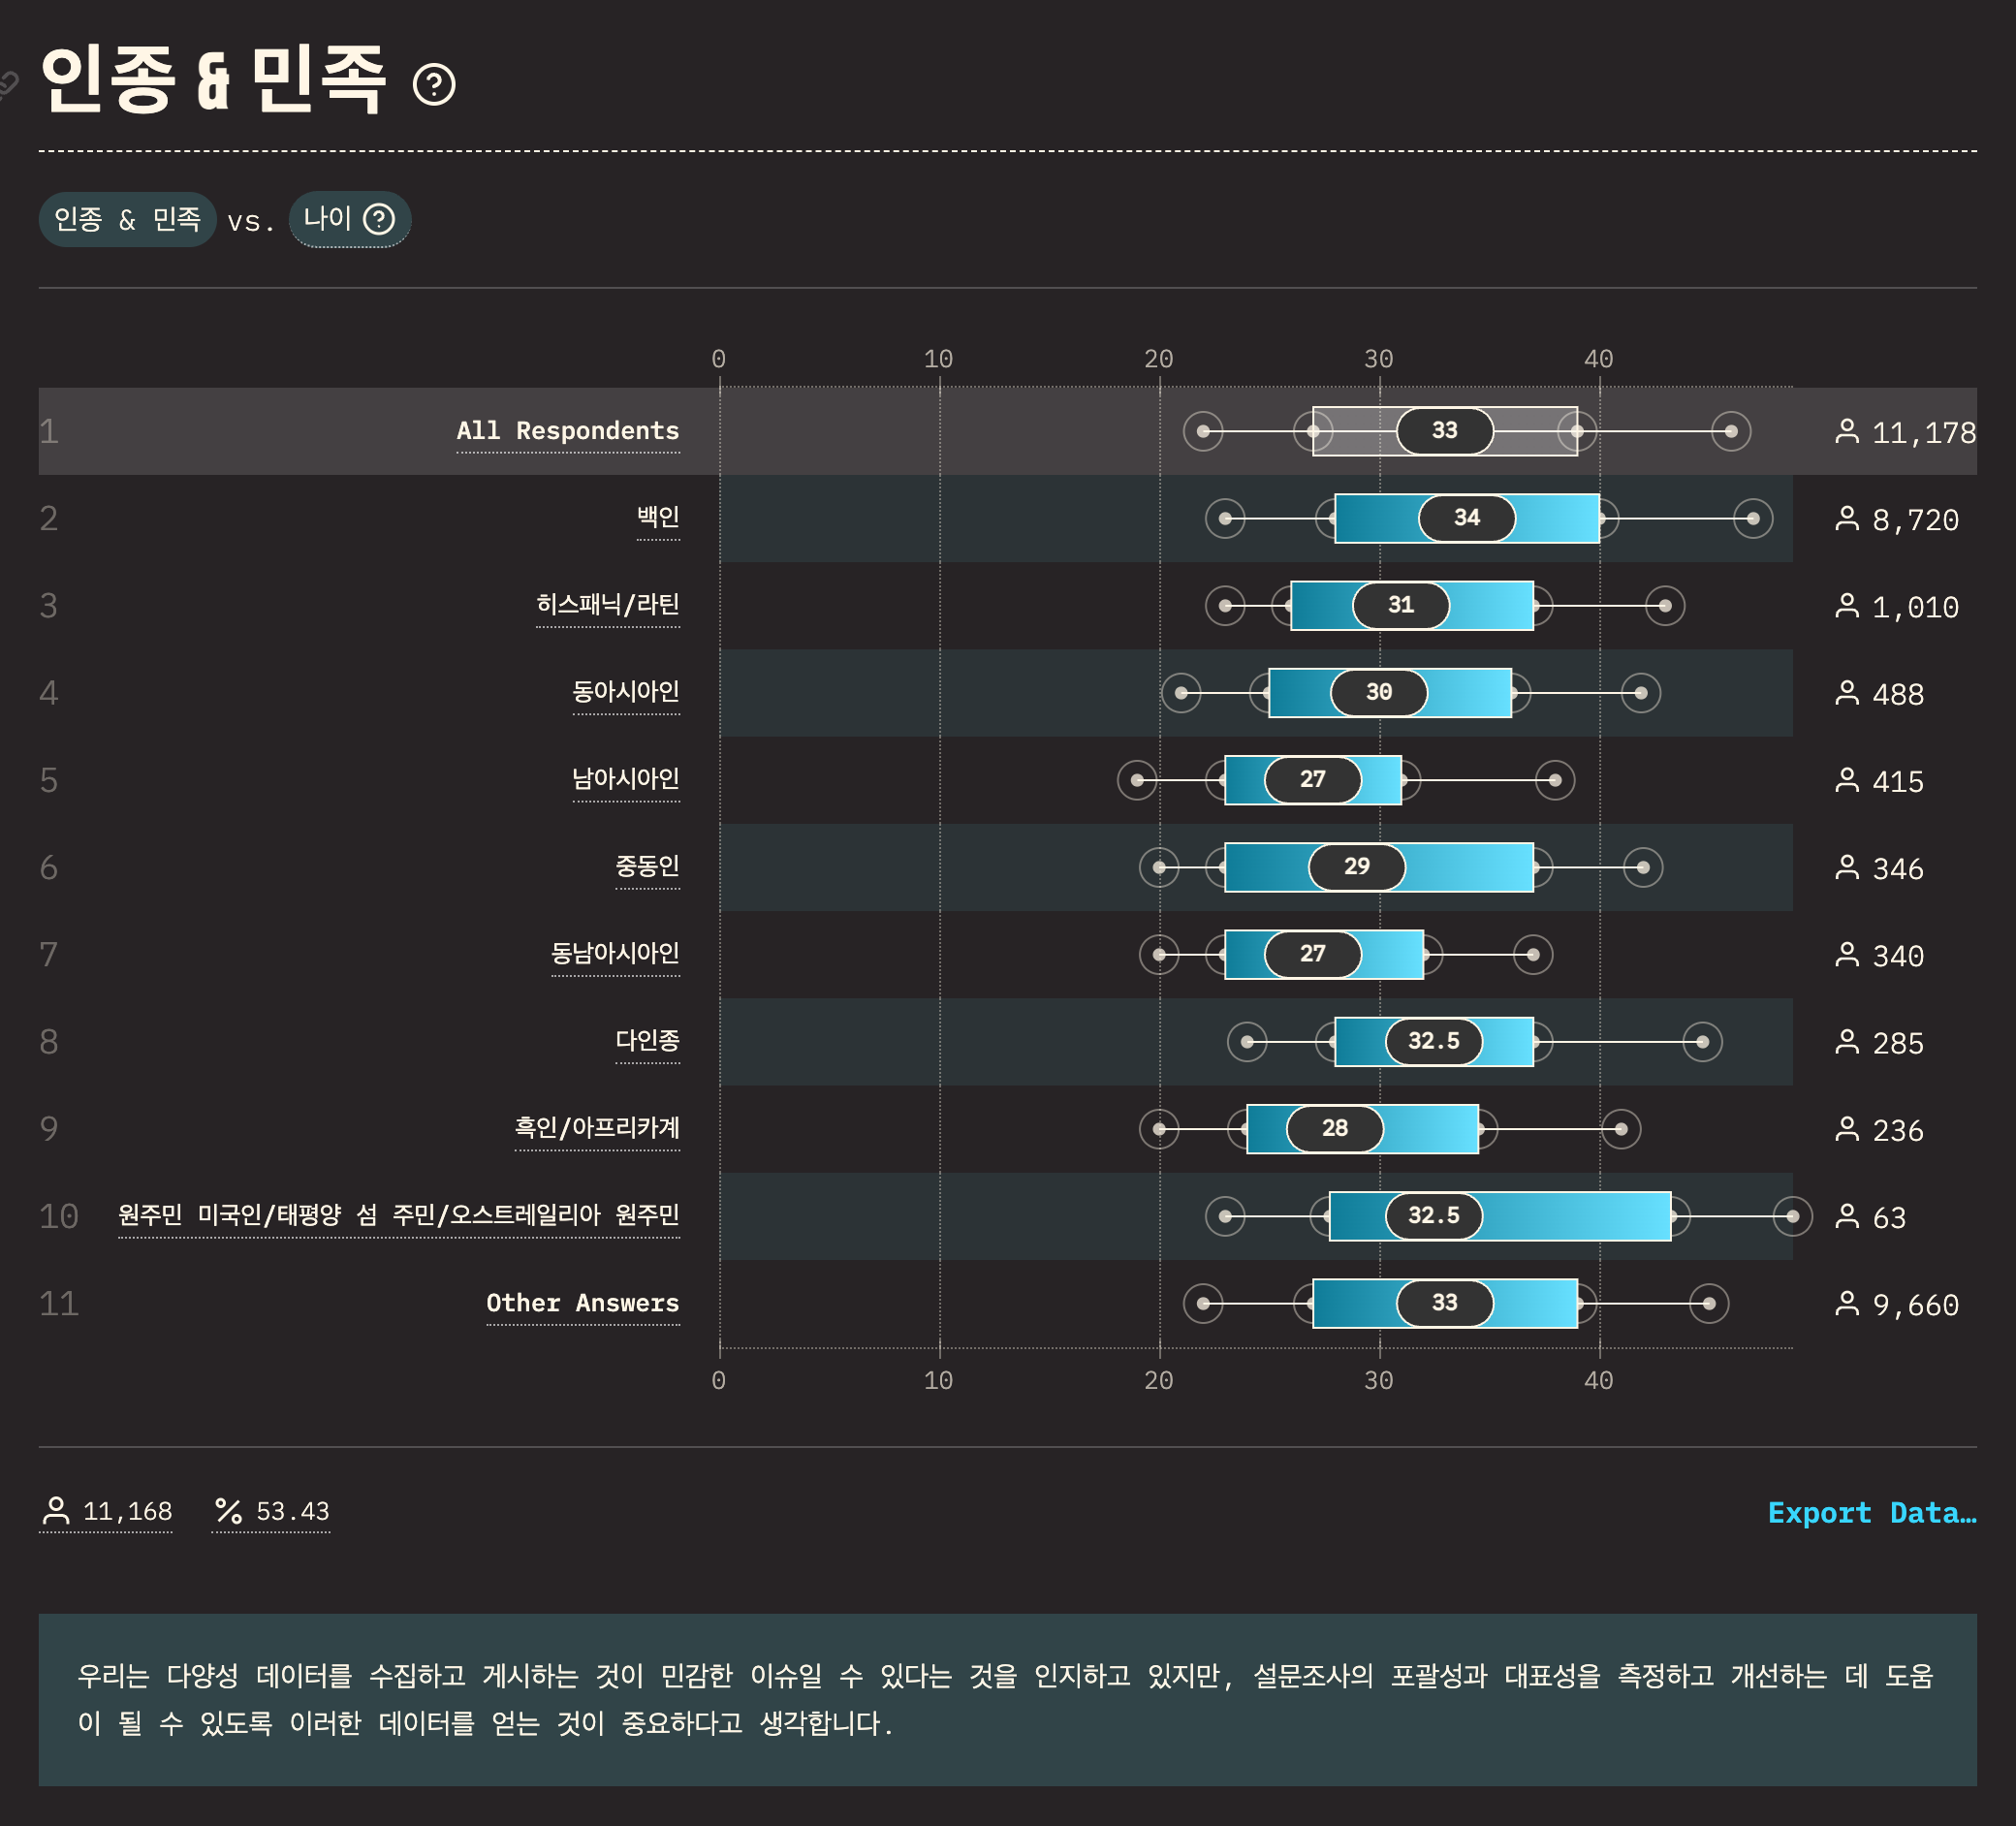 인종 & 민족
인종 & 민족 vs. 나이
0 10 20 30 40
1 All Respondents 33 11,178
2 백인 34 8,720
3 히스패닉/라틴 31 1,010
4 동아시아인 30 488
5 남아시아인 27 415
6 중동인 29 346
7 동남아시아인 27 340
8 다인종 32.5 285
9 흑인/아프리카계 28 236
10 원주민 미국인/태평양 섬 주민/오스트레일리아 원주민 32.5 63
11 Other Answers 33 9,660
0 10 20 30 40
11,168 % 53.43 Export Data…
우리는 다양성 데이터를 수집하고 게시하는 것이 민감한 이슈일 수 있다는 것을 인지하고 있지만, 설문조사의 포괄성과 대표성을 측정하고 개선하는 데 도움
이 될 수 있도록 이러한 데이터를 얻는 것이 중요하다고 생각합니다.